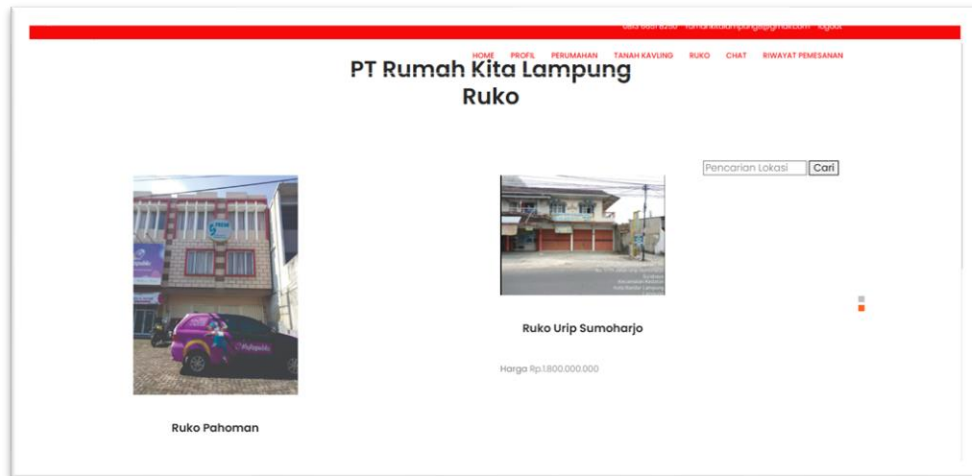 HOME PROFIL PERUMAHAN TANAH KAVLING RUKO CHAT RIWAYAT PEMESANAN
PT Rumah Kita Lampung
Ruko
Pencarian Lokasi Cari
Ruko Urip Sumoharjo
Harga Rp.1.800.000.000
Ruko Pahoman